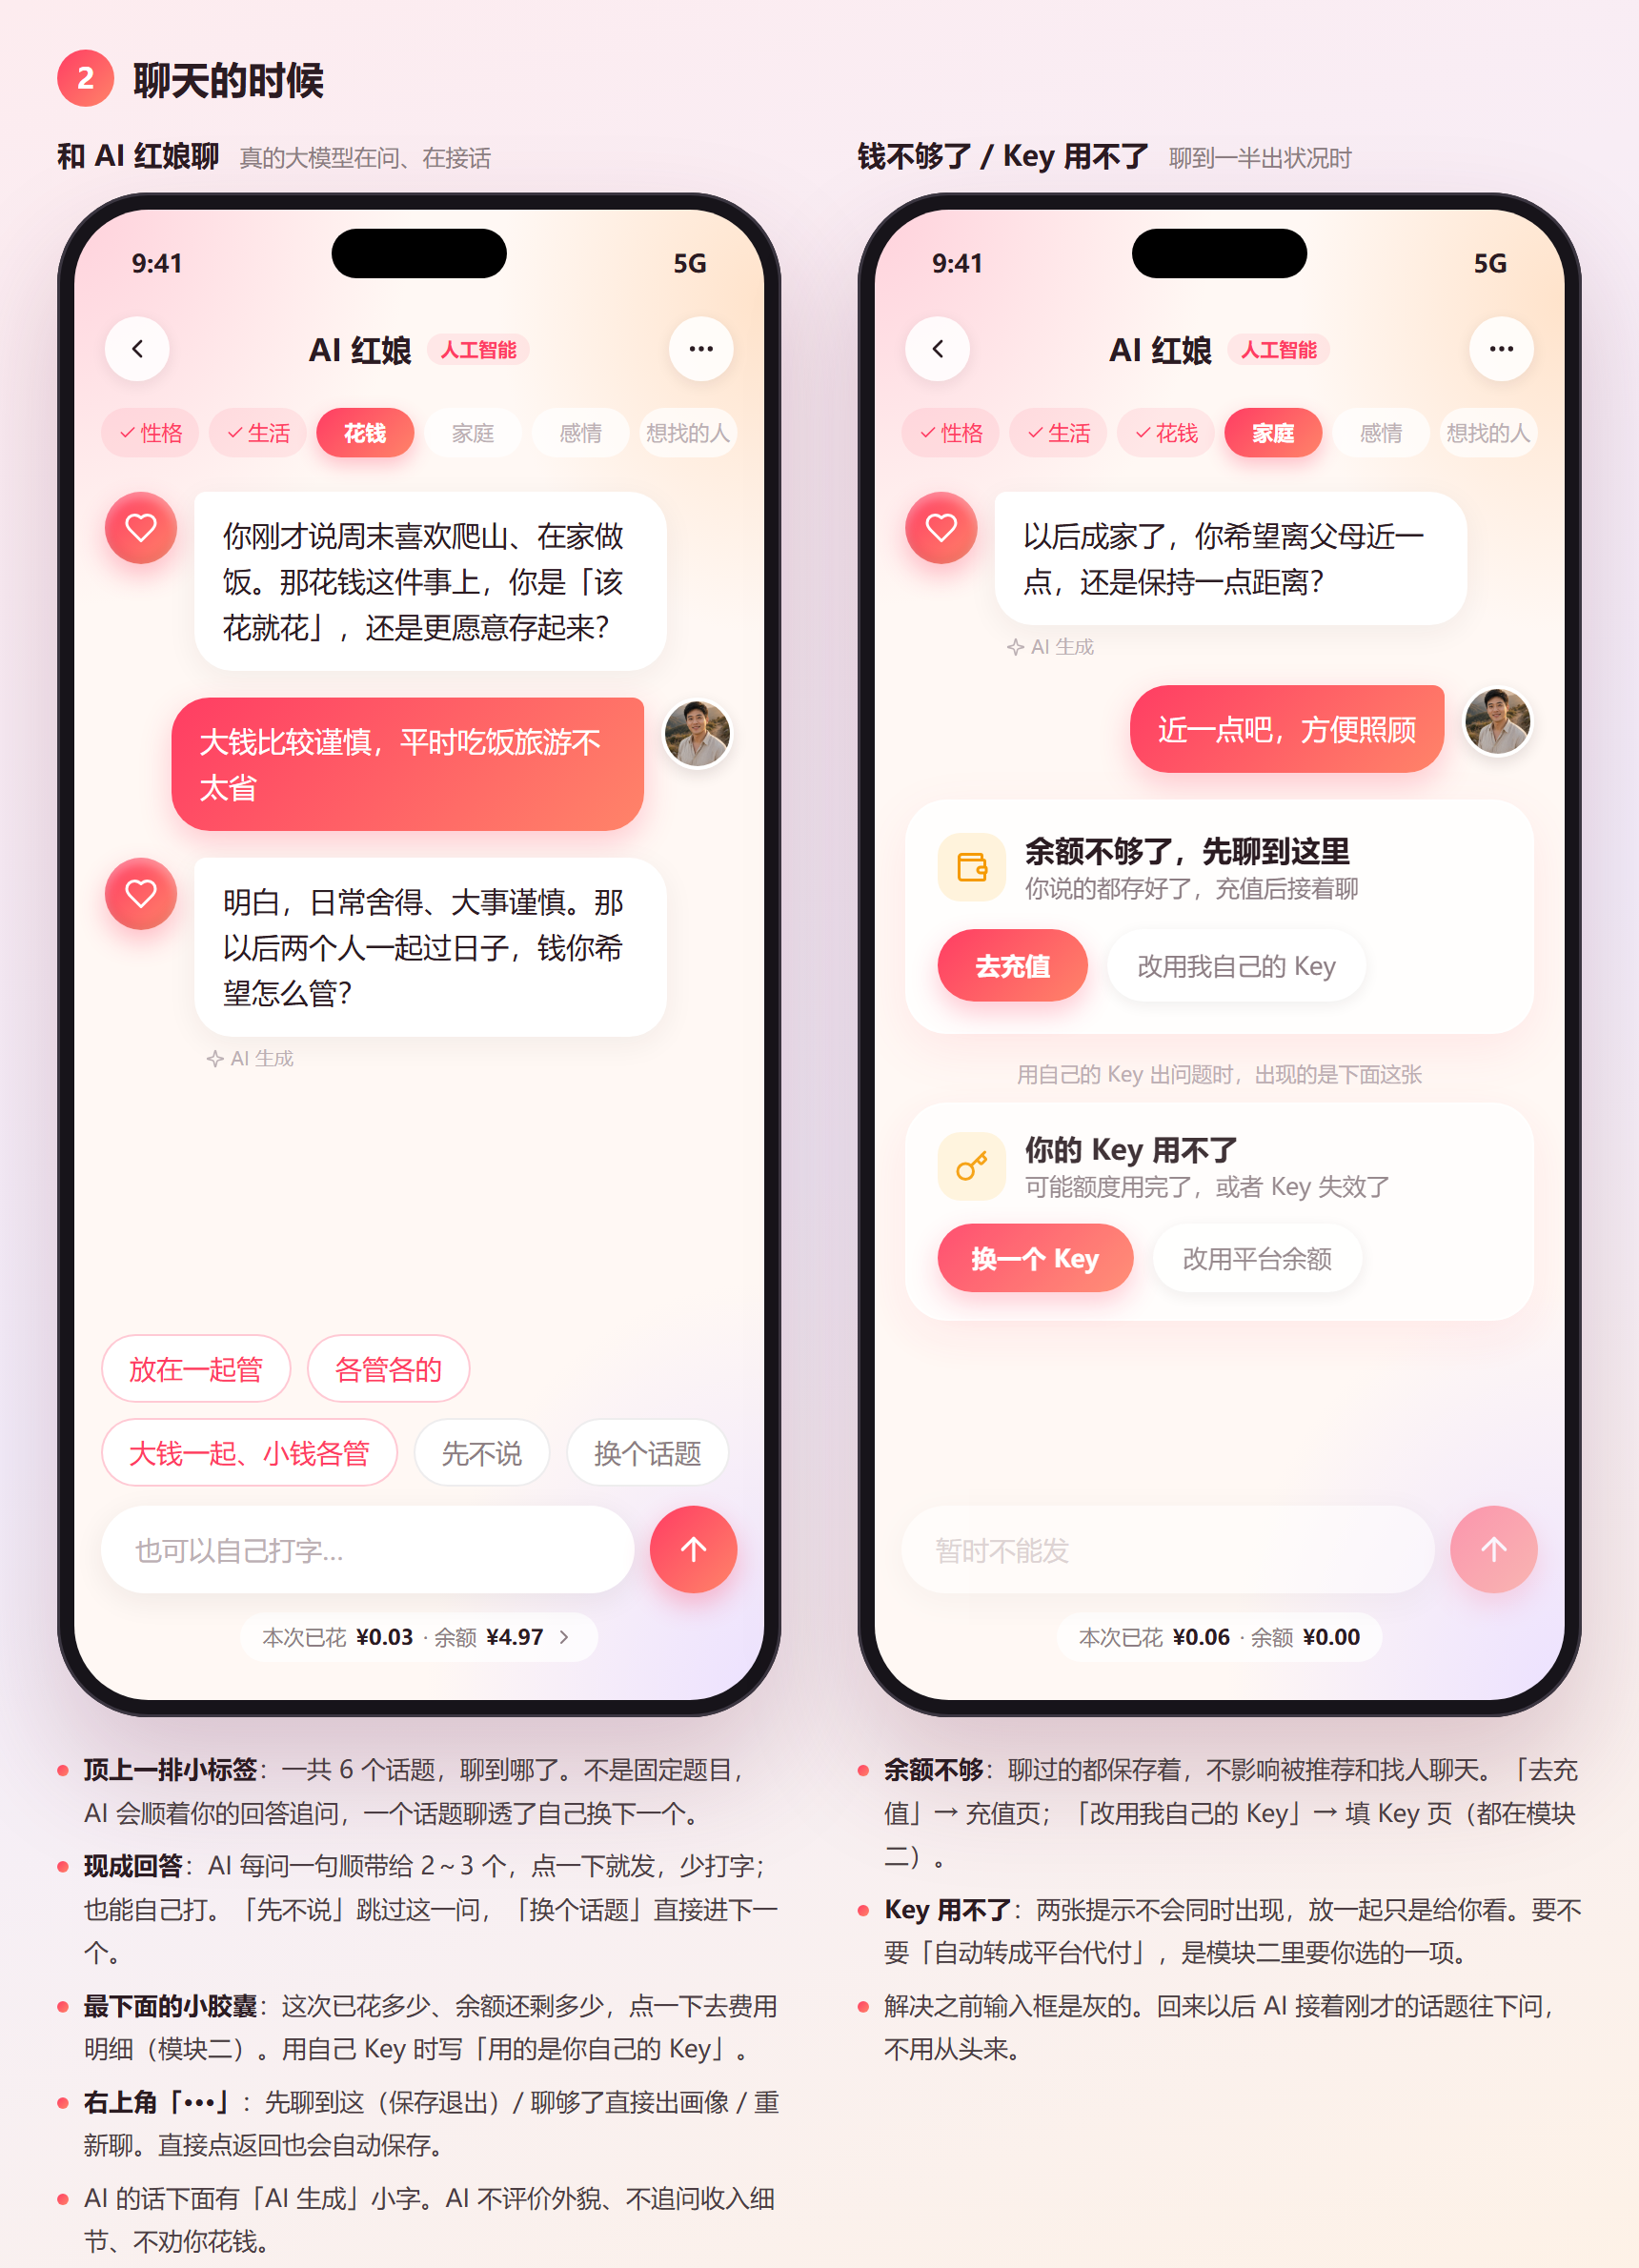 2 聊天的时候
和 AI 红娘聊 真的大模型在问、在接话
9:41 5G
AI 红娘 人工智能
性格 生活 花钱 家庭 感情 想找的人
你刚才说周末喜欢爬山、在家做
饭。那花钱这件事上，你是「该
花就花」，还是更愿意存起来？
大钱比较谨慎，平时吃饭旅游不
太省
明白，日常舍得、大事谨慎。那
以后两个人一起过日子，钱你希
望怎么管？
AI 生成
放在一起管 各管各的
大钱一起、小钱各管 先不说 换个话题
也可以自己打字...
本次已花 ¥0.03 · 余额 ¥4.97
顶上一排小标签：一共 6 个话题，聊到哪了。不是固定题目，
AI 会顺着你的回答追问，一个话题聊透了自己换下一个。
现成回答：AI 每问一句顺带给 2~3 个，点一下就发，少打字；
也能自己打。「先不说」跳过这一问，「换个话题」直接进下一
个。
最下面的小胶囊：这次已花多少、余额还剩多少，点一下去费用
明细（模块二）。用自己 Key 时写「用的是你自己的 Key」。
右上角「···」：先聊到这（保存退出）/ 聊够了直接出画像 / 重
新聊。直接点返回也会自动保存。
AI 的话下面有「AI 生成」小字。AI 不评价外貌、不追问收入细
节、不劝你花钱。
钱不够了 / Key 用不了 聊到一半出状况时
9:41 5G
AI 红娘 人工智能
性格 生活 花钱 家庭 感情 想找的人
以后成家了，你希望离父母近一
点，还是保持一点距离？
AI 生成
近一点吧，方便照顾
余额不够了，先聊到这里
你说的都存好了，充值后接着聊
去充值 改用我自己的 Key
用自己的 Key 出问题时，出现的是下面这张
你的 Key 用不了
可能额度用完了，或者 Key 失效了
换一个 Key 改用平台余额
暂时不能发
本次已花 ¥0.06 · 余额 ¥0.00
余额不够：聊过的都保存着，不影响被推荐和找人聊天。「去充
值」→ 充值页；「改用我自己的 Key」→ 填 Key 页（都在模块
二）。
Key 用不了：两张提示不会同时出现，放一起只是给你看。要不
要「自动转成平台代付」，是模块二里要你选的一项。
解决之前输入框是灰的。回来以后 AI 接着刚才的话题往下问，
不用从头来。